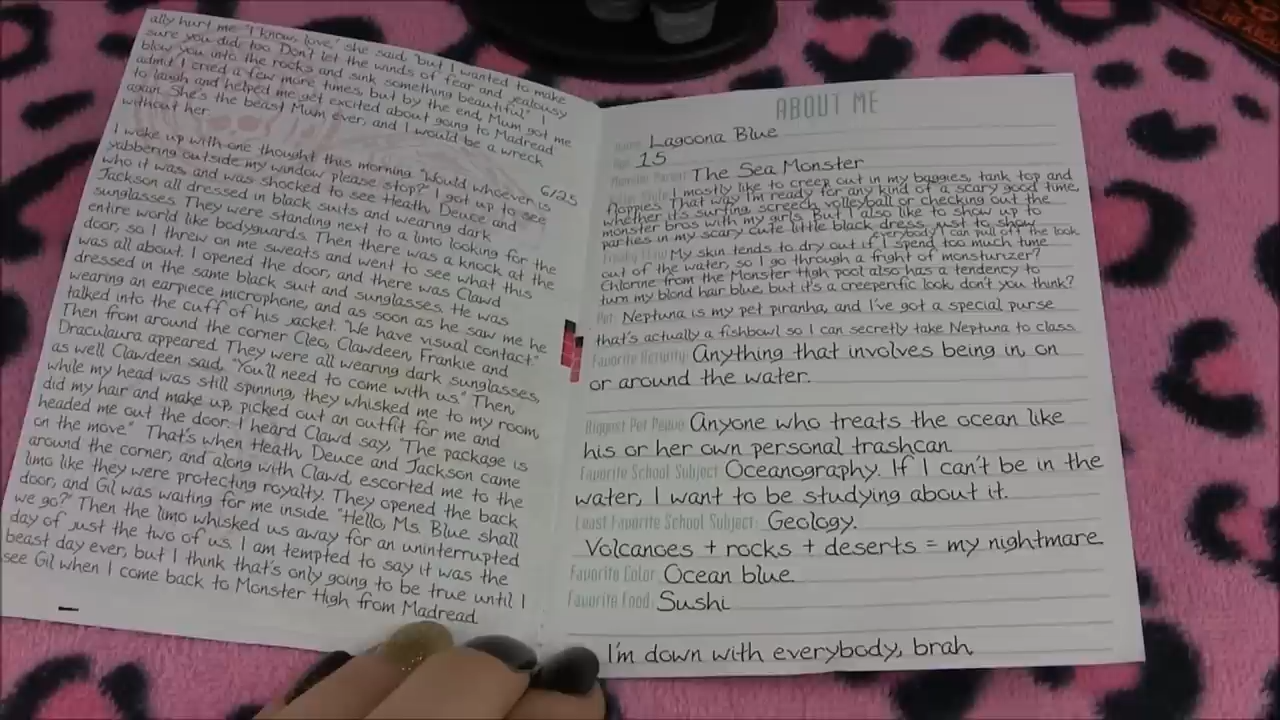 ally hurt me. "I know, love," she said, "but I wanted to make
sure you did, too. Don't let the winds of fear and jealousy
blow you into the rocks and sink something beautiful." I
admit I cried a few more times, but by the end, Mum got me
to laugh and helped me get excited about going to Madread
again. She's the beast Mum ever, and I would be a wreck
without her.
6/25
I woke up with one thought this morning. "Would whoever is
yabbering outside my window please stop?" I got up to see
who it was, and was shocked to see Heath, Deuce and
Jackson all dressed in black suits and wearing dark
sunglasses. They were standing next to a limo looking for the
entire world like bodyguards. Then there was a knock at the
door, so I threw on me sweats and went to see what this
was all about. I opened the door, and there was Clawd
dressed in the same black suit and sunglasses. He was
wearing an earpiece microphone, and as soon as he saw me he
talked into the cuff of his jacket. "We have visual contact."
Then from around the corner Cleo, Clawdeen, Frankie and
Draculaura appeared. They were all wearing dark sunglasses,
as well. Clawdeen said, "You'll need to come with us." Then,
while my head was still spinning, they whisked me to my room,
did my hair and make up, picked out an outfit for me and
headed me out the door. I heard Clawd say, "The package is
on the move." That's when Heath, Deuce and Jackson came
around the corner, and along with Clawd, escorted me to the
limo like they were protecting royalty. They opened the back
door, and Gil was waiting for me inside. "Hello, Ms. Blue shall
we go?" Then the limo whisked us away for an uninterrupted
day of just the two of us. I am tempted to say it was the
beast day ever, but I think that's only going to be true until I
see Gil when I come back to Monster High from Madread.
ABOUT ME
Name: Lagoona Blue
Age: 15
Monster Parent: The Sea Monster
Killer Style: I mostly like to creep out in my baggies, tank top and
floppies. That way I'm ready for any kind of a scary good time,
whether it's surfing, screech volleyball or checking out the
monster bros with my girls. But I also like to show up to
parties in my scary cute little black dress, just to show
everybody I can pull off the look.
Freaky Flaw: My skin tends to dry out if I spend too much time
out of the water, so I go through a fright of monsturizer?
Chlorine from the Monster High pool also has a tendency to
turn my blond hair blue, but it's a creeperific look don't you think?
Pet: Neptuna is my pet piranha, and I've got a special purse
that's actually a fishbowl so I can secretly take Neptuna to class.
Favorite Activity: Anything that involves being in, on
or around the water.
Biggest Pet Peeve: Anyone who treats the ocean like
his or her own personal trashcan.
Favorite School Subject: Oceanography. If I can't be in the
water, I want to be studying about it.
Least Favorite School Subject: Geology.
Volcanoes + rocks + deserts = my nightmare.
Favorite Color: Ocean blue
Favorite Food: Sushi
I'm down with everybody, brah.